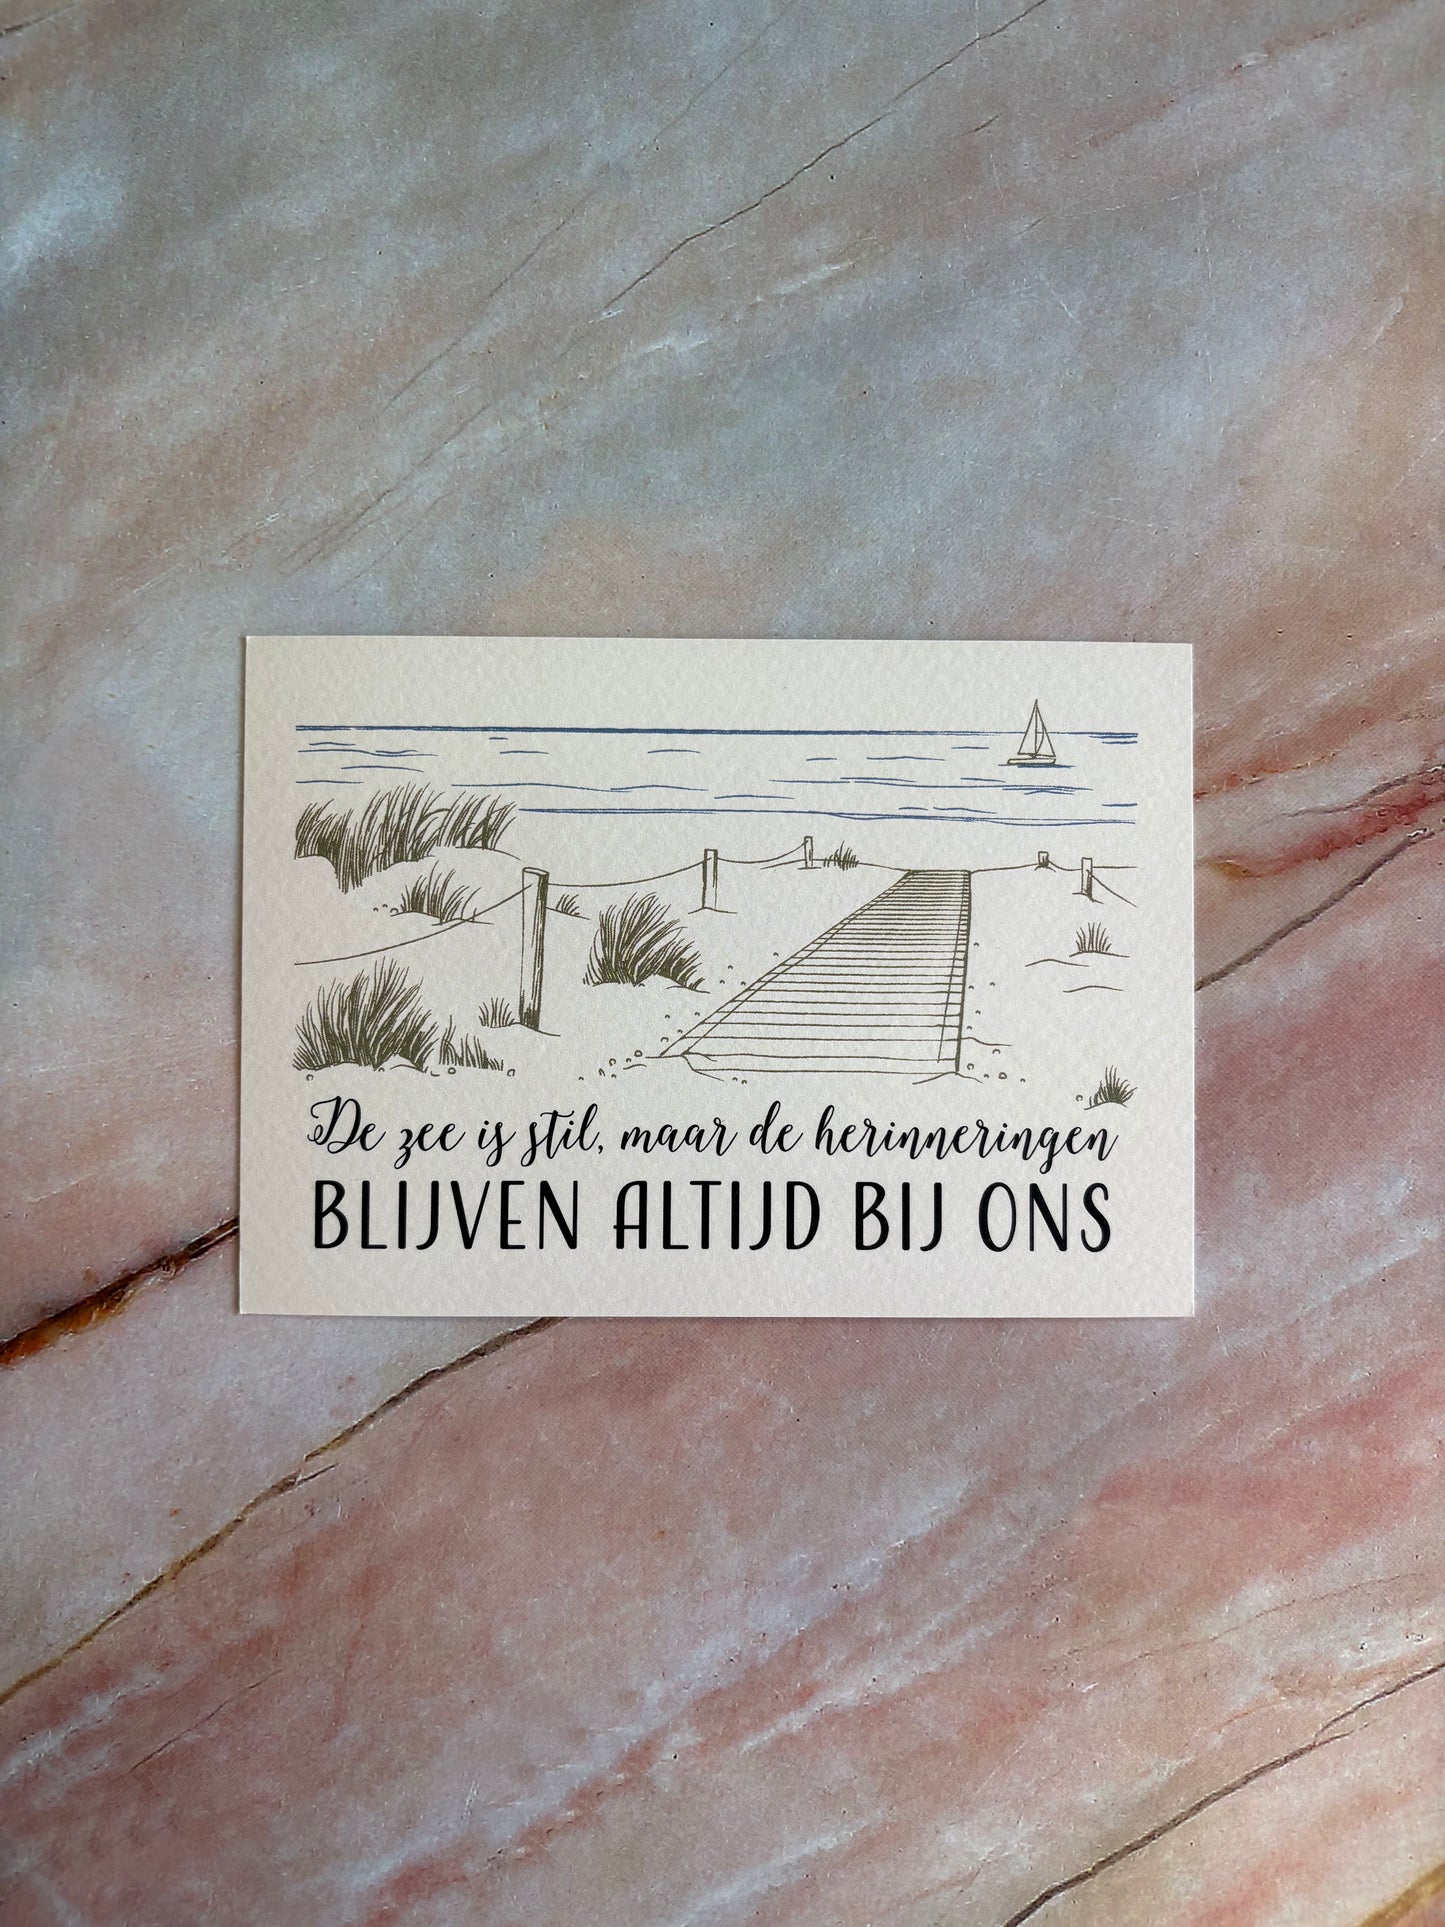 De zee is stil, maar de herinneringen
BLIJVEN ALTIJD BIJ ONS